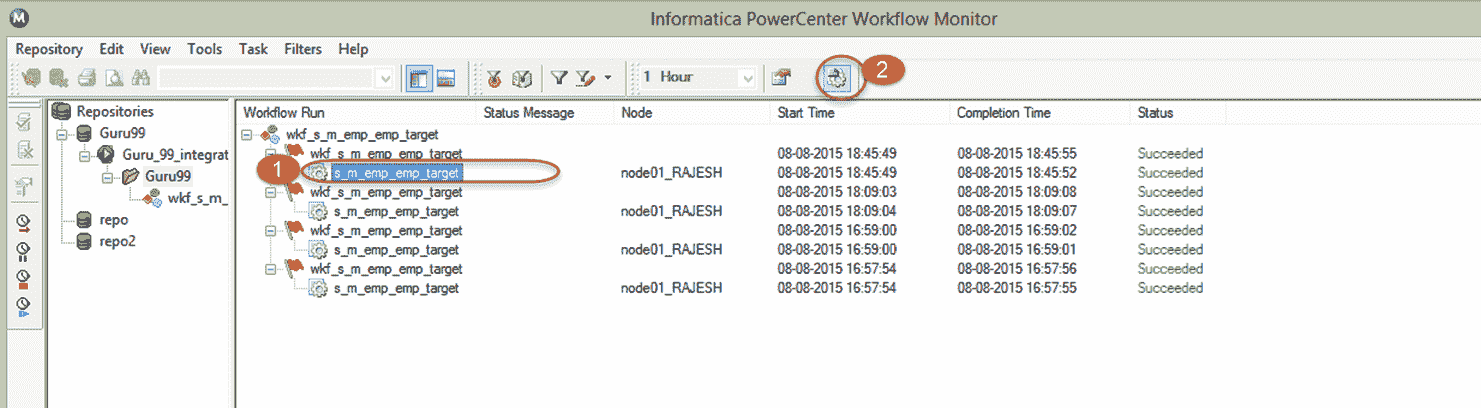 M Informatica PowerCenter Workflow Monitor
Repository Edit View Tools Task Filters Help
1 Hour 2
Repositories
Guru99
Guru_99_integrat
Guru99
wkf_s_m_
repo
repo2
Workflow Run Status Message Node Start Time Completion Time Status
wkf_s_m_emp_emp_target
wkf_s_m_emp_emp_target 08-08-2015 18:45:49 08-08-2015 18:45:55 Succeeded
1 s_m_emp_emp_target node01_RAJESH 08-08-2015 18:45:49 08-08-2015 18:45:52 Succeeded
wkf_s_m_emp_emp_target 08-08-2015 18:09:03 08-08-2015 18:09:08 Succeeded
s_m_emp_emp_target node01_RAJESH 08-08-2015 18:09:04 08-08-2015 18:09:07 Succeeded
wkf_s_m_emp_emp_target 08-08-2015 16:59:00 08-08-2015 16:59:02 Succeeded
s_m_emp_emp_target node01_RAJESH 08-08-2015 16:59:00 08-08-2015 16:59:01 Succeeded
wkf_s_m_emp_emp_target 08-08-2015 16:57:54 08-08-2015 16:57:56 Succeeded
s_m_emp_emp_target node01_RAJESH 08-08-2015 16:57:54 08-08-2015 16:57:55 Succeeded